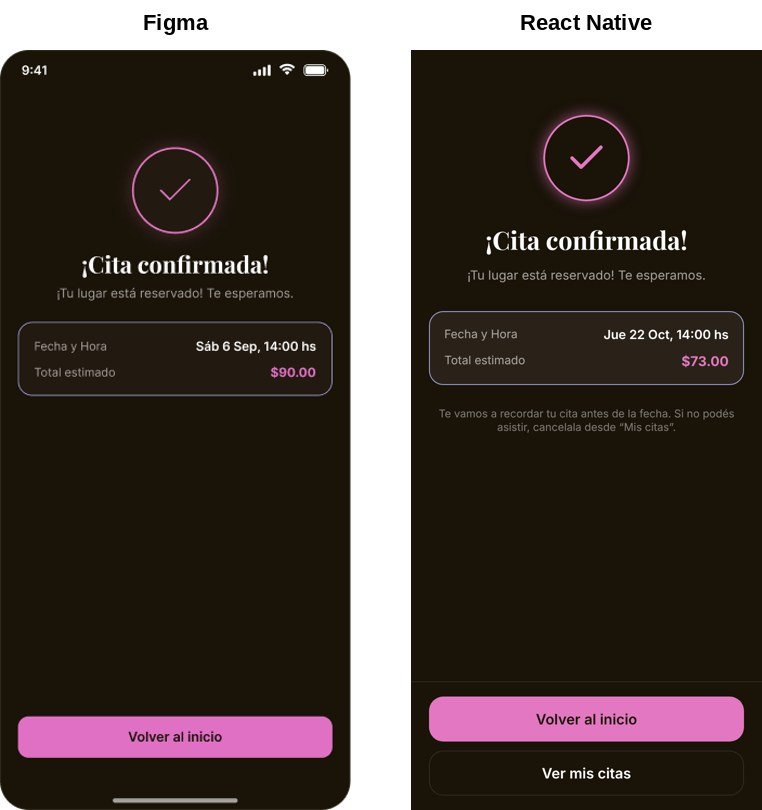 Figma
9:41
¡Cita confirmada!
¡Tu lugar está reservado! Te esperamos.
Fecha y Hora
Sáb 6 Sep, 14:00 hs
Total estimado
$90.00
Volver al inicio
React Native
¡Cita confirmada!
¡Tu lugar está reservado! Te esperamos.
Fecha y Hora
Jue 22 Oct, 14:00 hs
Total estimado
$73.00
Te vamos a recordar tu cita antes de la fecha. Si no podés
asistir, cancelala desde “Mis citas”.
Volver al inicio
Ver mis citas